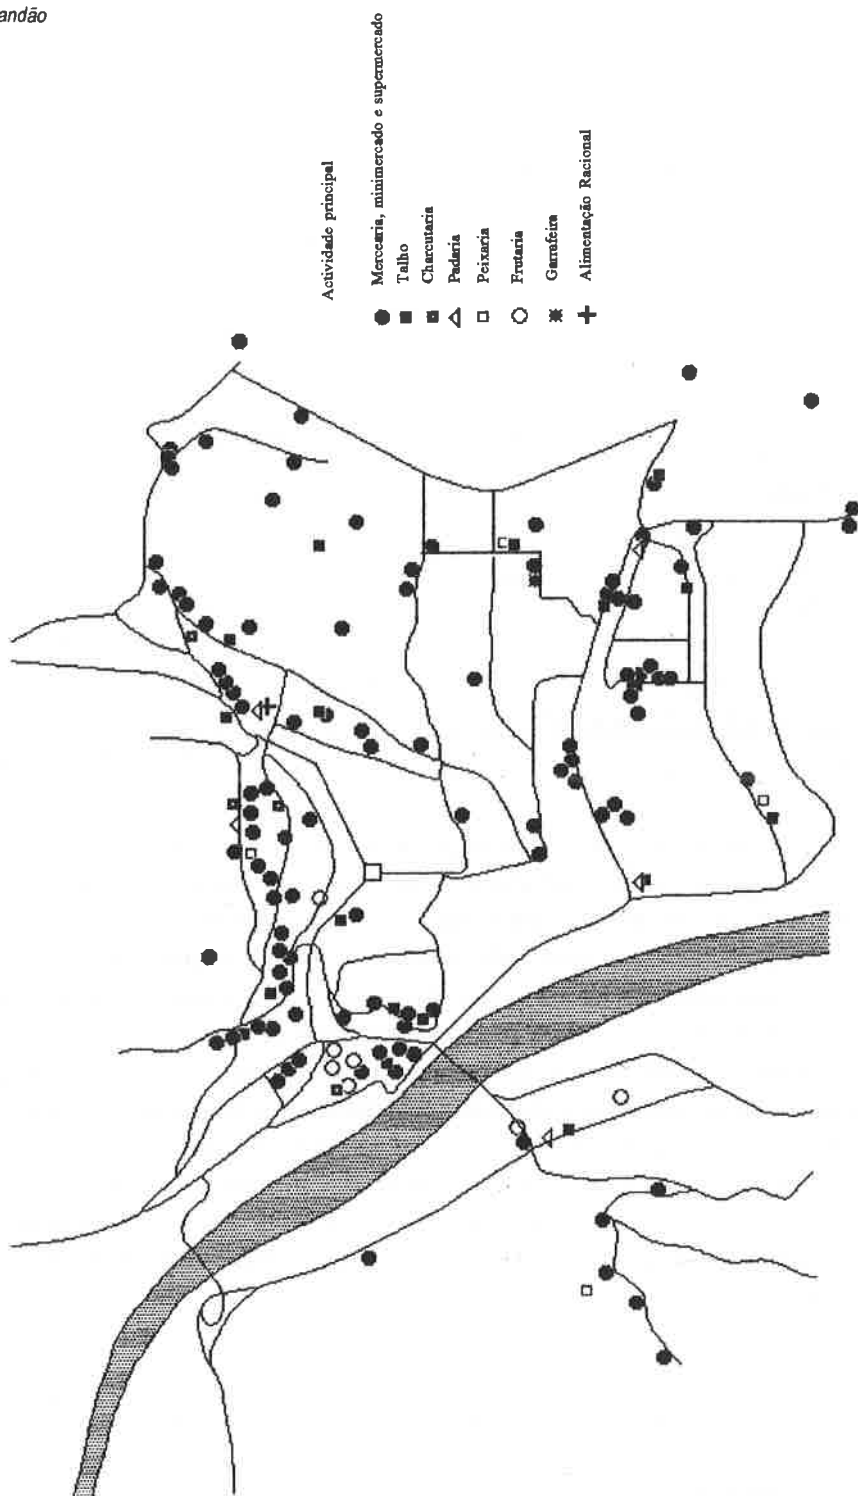 andão
Actividade principal
Mercearia, minimercado e supermercado
Talho
Charcutaria
Padaria
Peixaria
Frutaria
Garrafeira
Alimentação Racional